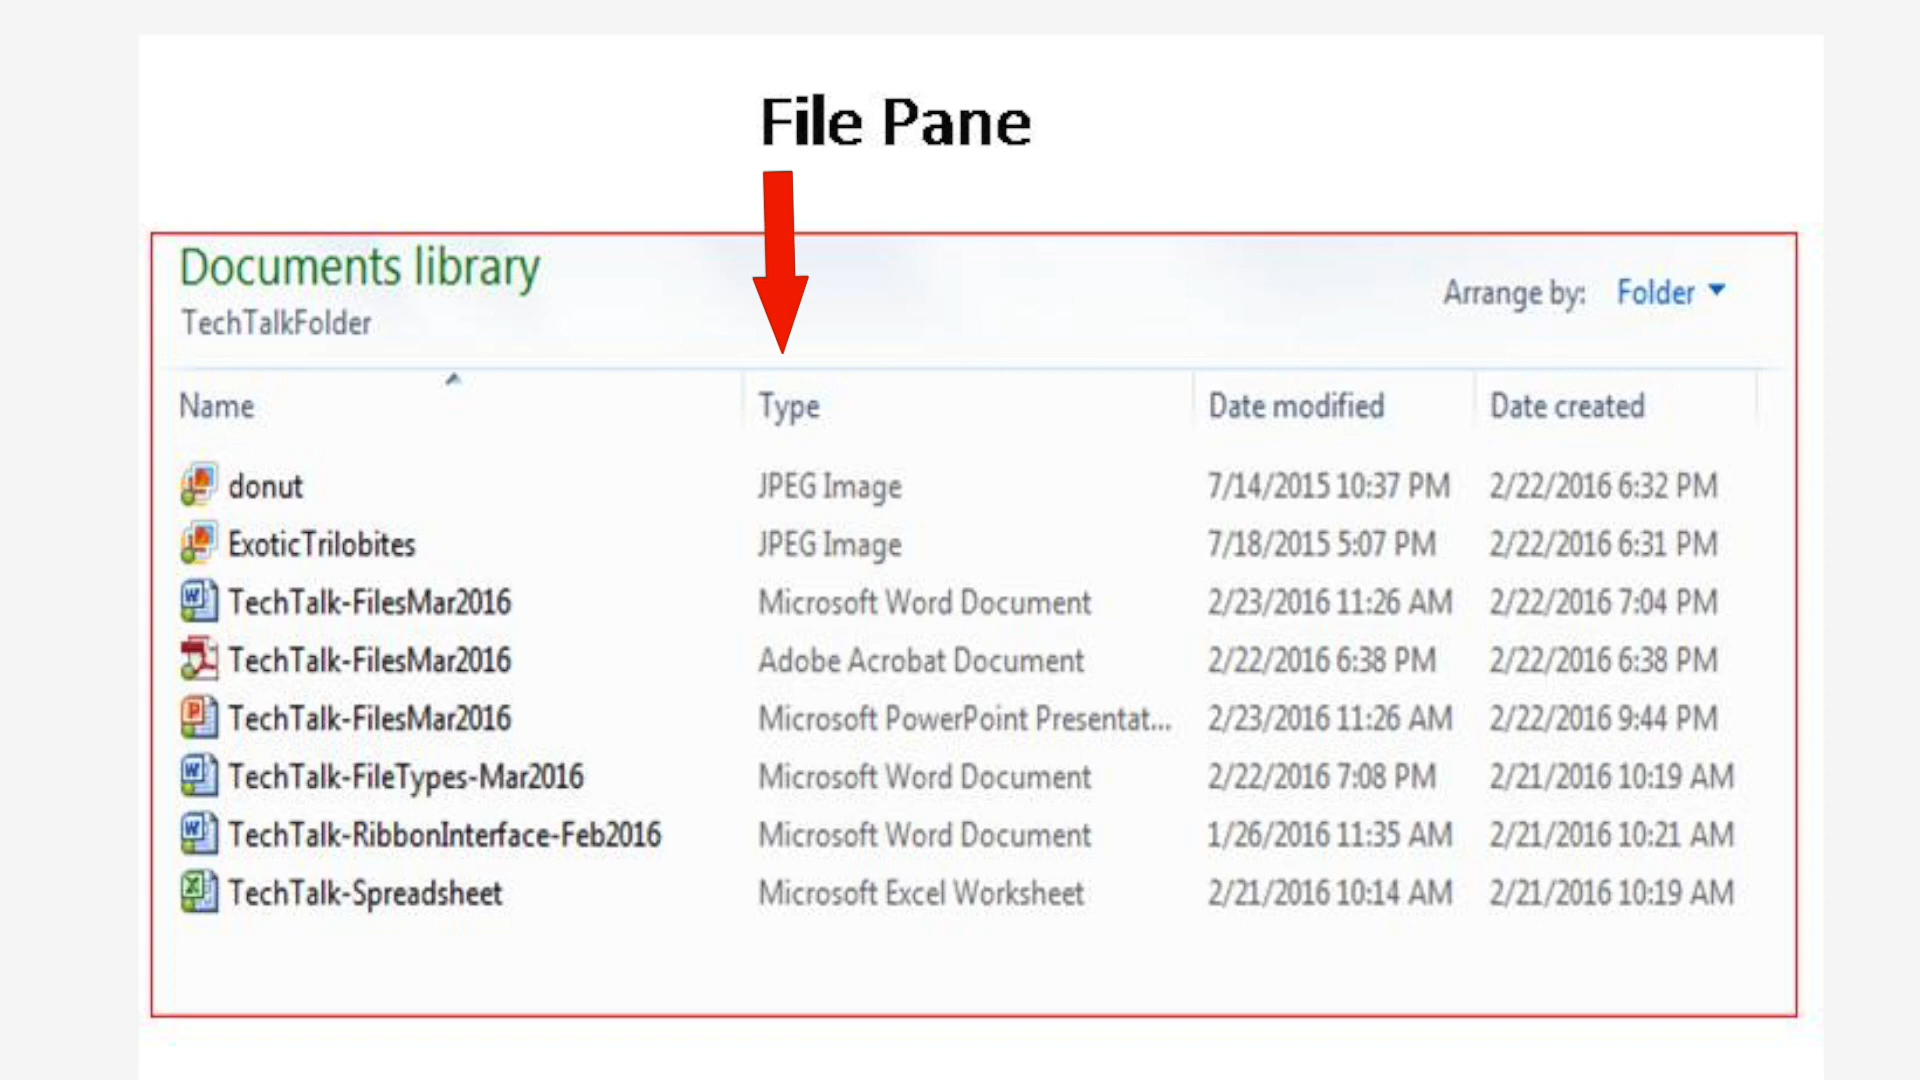 File Pane
Documents library
TechTalkFolder
Arrange by: Folder
Name Type Date modified Date created
donut JPEG Image 7/14/2015 10:37 PM 2/22/2016 6:32 PM
ExoticTrilobites JPEG Image 7/18/2015 5:07 PM 2/22/2016 6:31 PM
TechTalk-FilesMar2016 Microsoft Word Document 2/23/2016 11:26 AM 2/22/2016 7:04 PM
TechTalk-FilesMar2016 Adobe Acrobat Document 2/22/2016 6:38 PM 2/22/2016 6:38 PM
TechTalk-FilesMar2016 Microsoft PowerPoint Presentat... 2/23/2016 11:26 AM 2/22/2016 9:44 PM
TechTalk-FileTypes-Mar2016 Microsoft Word Document 2/22/2016 7:08 PM 2/21/2016 10:19 AM
TechTalk-RibbonInterface-Feb2016 Microsoft Word Document 1/26/2016 11:35 AM 2/21/2016 10:21 AM
TechTalk-Spreadsheet Microsoft Excel Worksheet 2/21/2016 10:14 AM 2/21/2016 10:19 AM